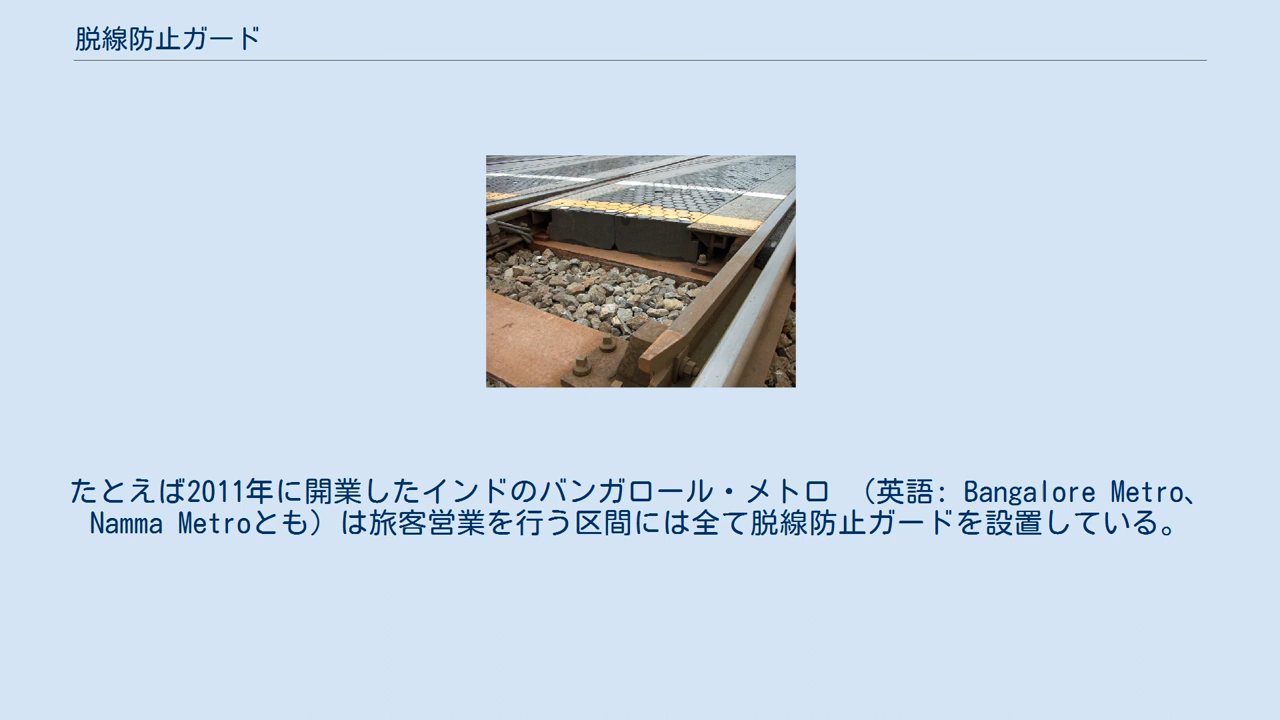 脱線防止ガード
たとえば2011年に開業したインドのバンガロール・メトロ （英語: Bangalore Metro、
Namma Metroとも）は旅客営業を行う区間には全て脱線防止ガードを設置している。